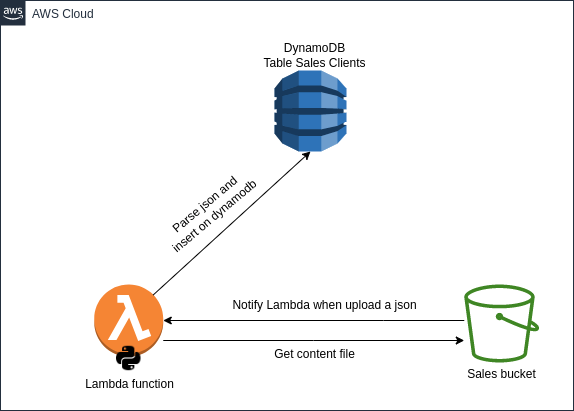 aws
AWS Cloud
DynamoDB
Table Sales Clients
Parse json and
insert on dynamodb
Notify Lambda when upload a json
Get content file
Lambda function
Sales bucket